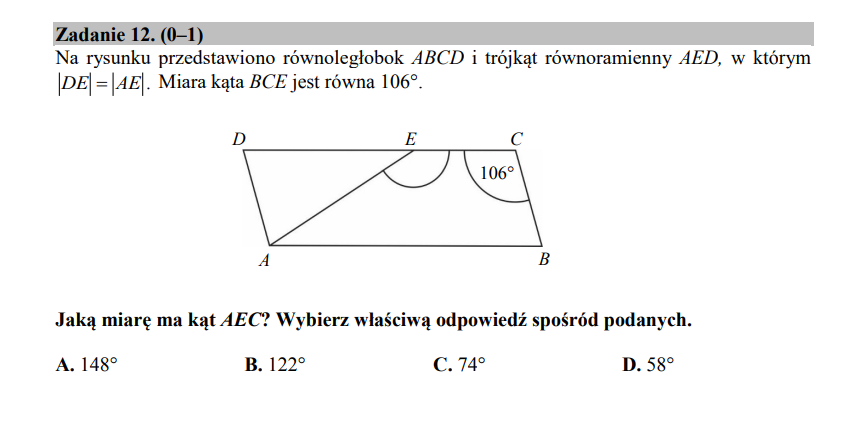 Zadanie 12. (0–1)
Na rysunku przedstawiono równoległobok ABCD i trójkąt równoramienny AED, w którym
|DE| = |AE|. Miara kąta BCE jest równa 106°.
D E C
106°
A B
Jaką miarę ma kąt AEC? Wybierz właściwą odpowiedź spośród podanych.
A. 148° B. 122° C. 74° D. 58°